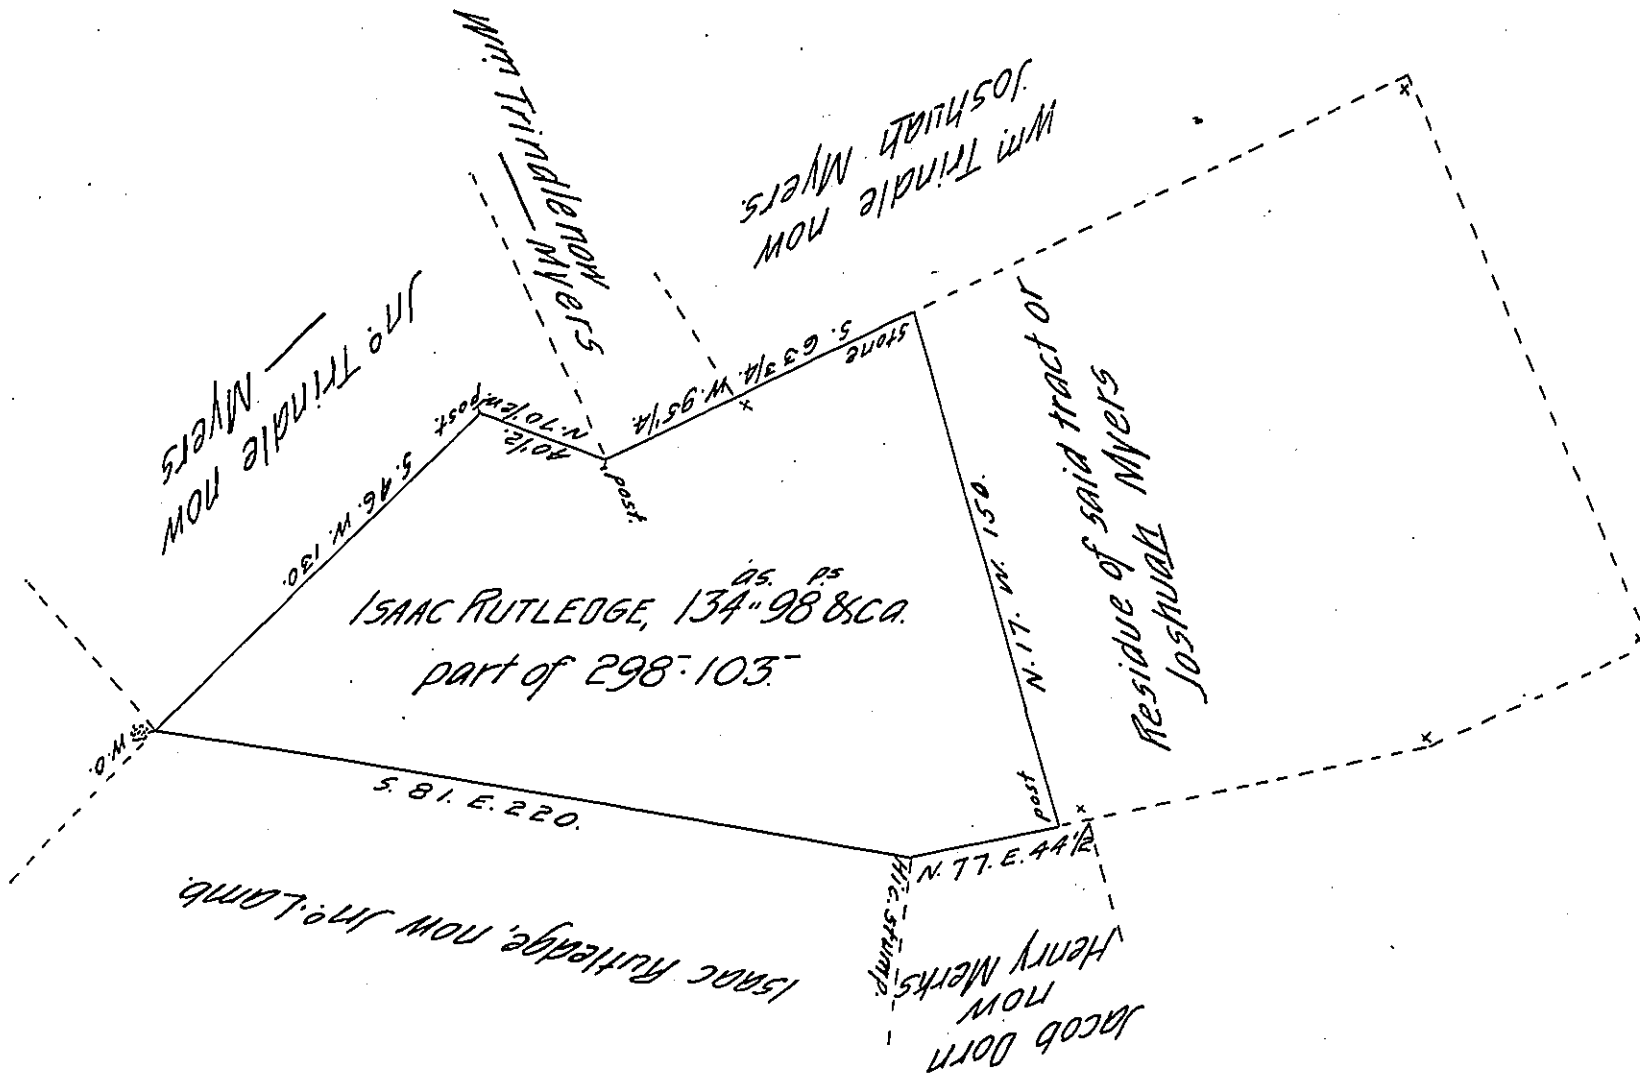 Wm. Trindle now
— Myers
Wm. Trindle now
Joshuah Myers.
Jno. Trindle now
— Myers
S. 46. W. 130.
post.
N. 70 1/2 W.
40 1/2.
post.
S. 63 3/4. W. 95 1/4.
stone
N. 17. W. 150.
post
Residue of said tract or
Joshuah Myers
as. ps
ISAAC RUTLEDGE, 134" 98 &ca.
part of 298-103-
W.O.
S. 81. E. 220.
N. 77. E. 44 1/2
Hic. stump.
Isaac Rutledge, now Jno. Lamb.
Jacob Dorn
now
Henry Merks